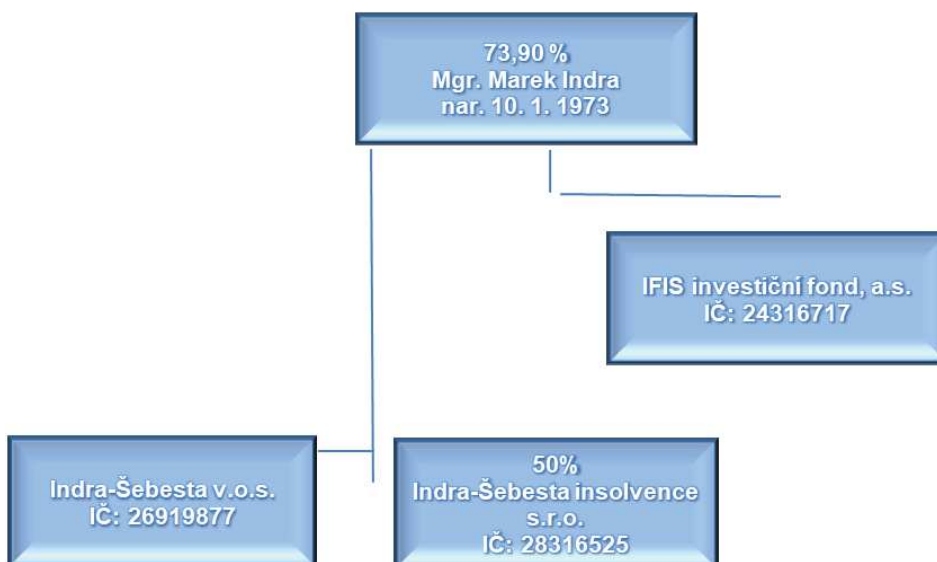 73,90 %
Mgr. Marek Indra
nar. 10. 1. 1973
IFIS investiční fond, a.s.
IČ: 24316717
Indra-Šebesta v.o.s.
IČ: 26919877
50%
Indra-Šebesta insolvence
s.r.o.
IČ: 28316525